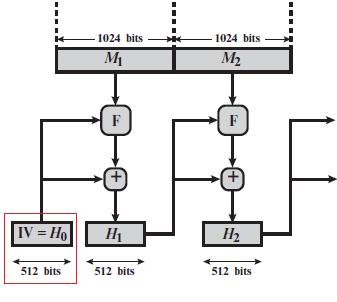 1024 bits 1024 bits
M1 M2
F F
+ +
IV = H0 H1 H2
512 bits 512 bits 512 bits